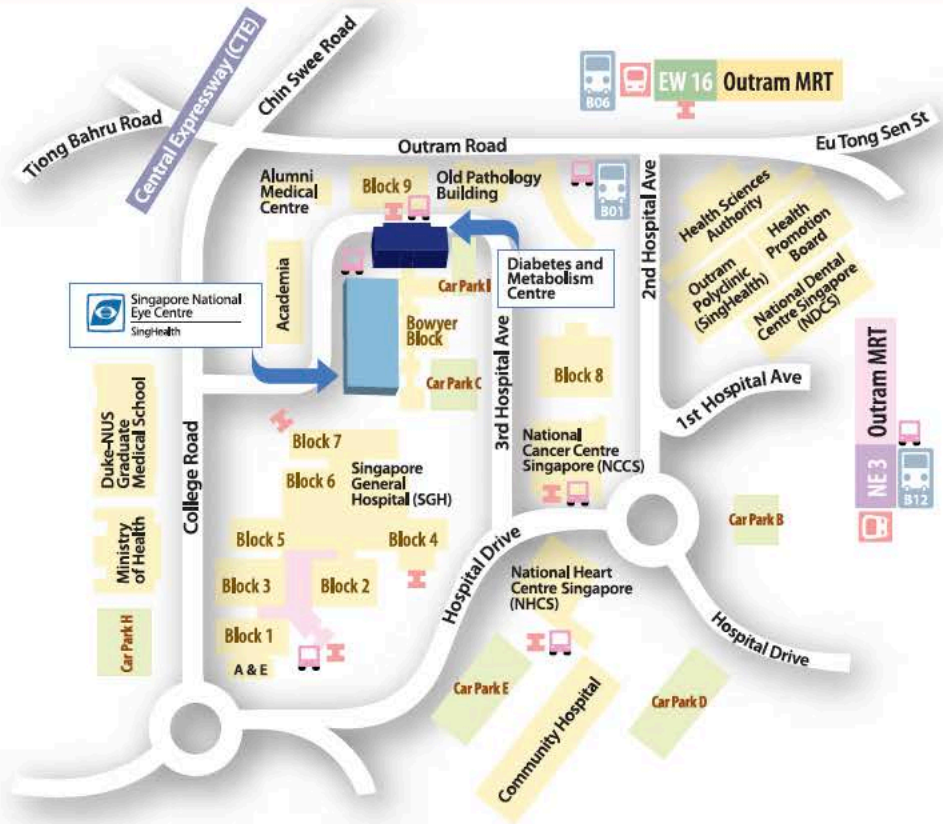 Central Expressway (CTE)
Chin Swee Road
Tiong Bahru Road
B06
EW 16
Outram MRT
Outram Road
Eu Tong Sen St
Alumni
Medical
Centre
Block 9
Old Pathology
Building
B01
2nd Hospital Ave
Health Sciences
Authority
Health
Promotion
Board
Outram
Polyclinic
(SingHealth)
National Dental
Centre Singapore
(NDCS)
Academia
Diabetes and
Metabolism
Centre
Singapore National
Eye Centre
SingHealth
Bowyer
Block
Car Park C
3rd Hospital Ave
Block 8
1st Hospital Ave
Outram MRT
NE 3
B12
Duke-NUS
Graduate
Medical School
College Road
Block 7
Block 6
Singapore
General
Hospital (SGH)
National
Cancer Centre
Singapore (NCCS)
Car Park B
Ministry
of Health
Block 5
Block 4
Block 3
Block 2
Hospital Drive
National Heart
Centre Singapore
(NHCS)
Block 1
A & E
Car Park H
Car Park E
Community Hospital
Car Park D
Hospital Drive